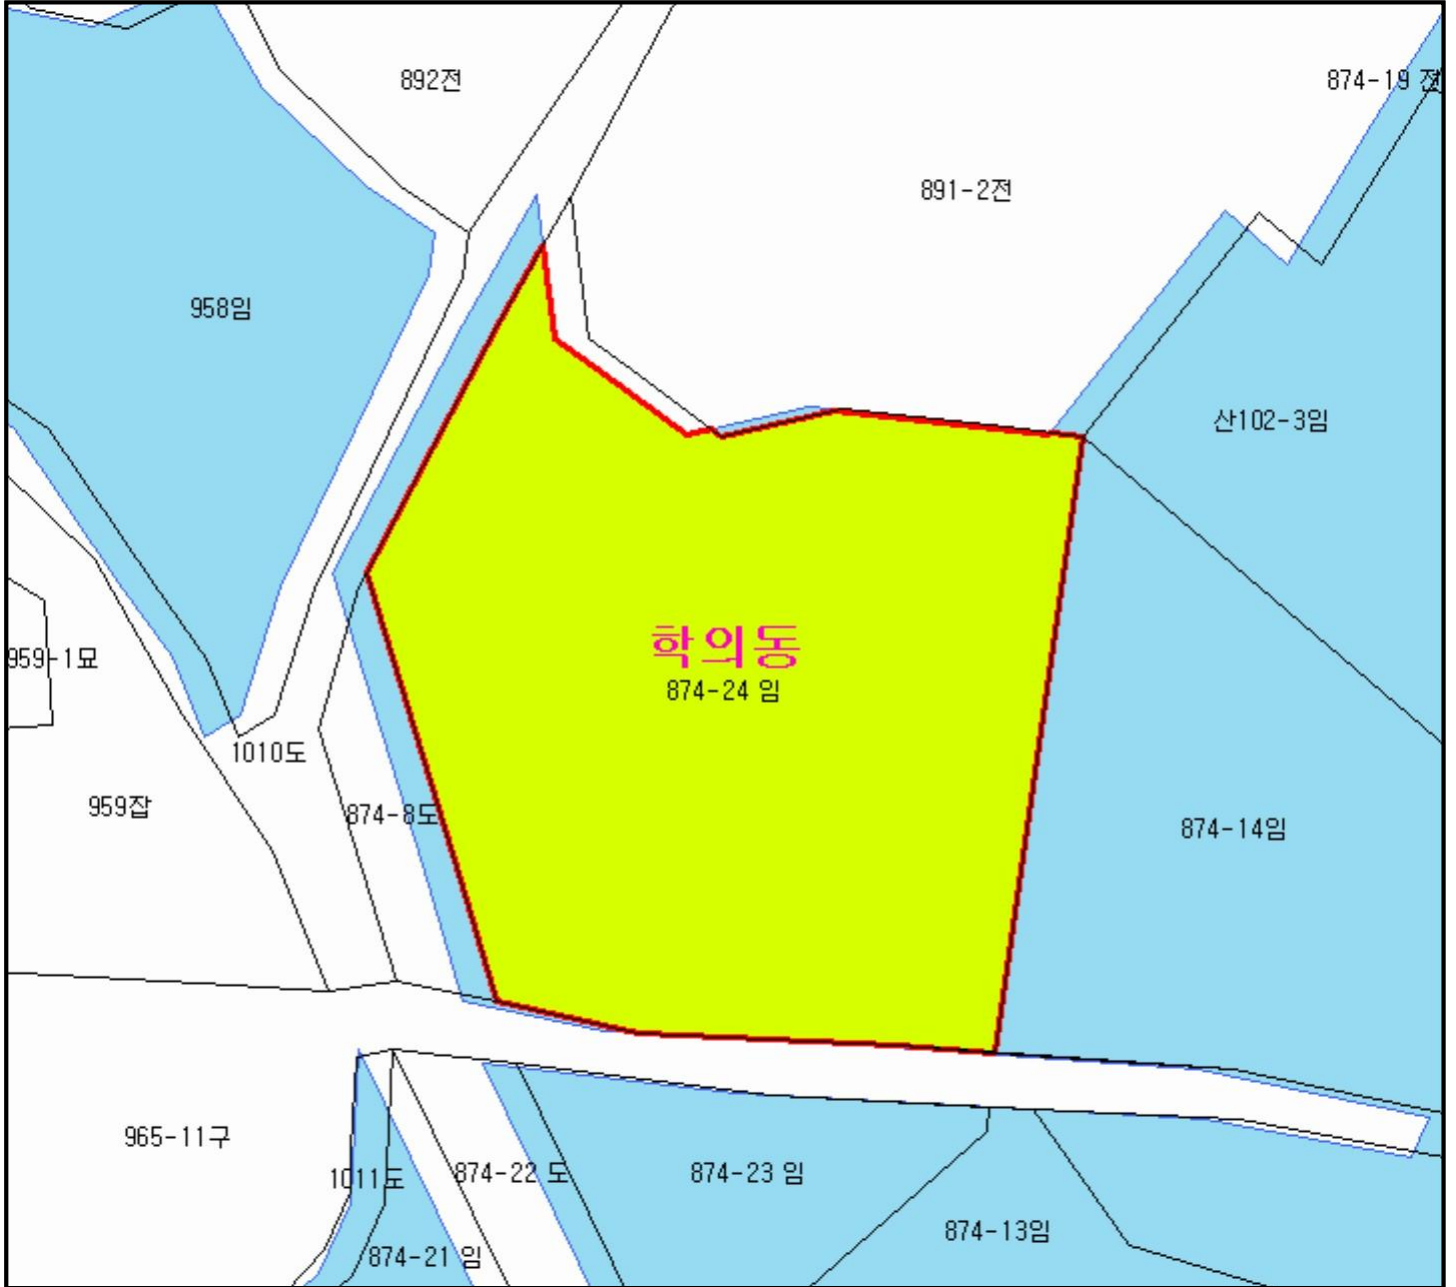 892전
874-19 전
891-2전
958임
산102-3임
학의동
874-24 임
959-1묘
1010도
959잡
874-8도
874-14임
965-11구
1011도
874-22 도
874-23 임
874-13임
874-21 임